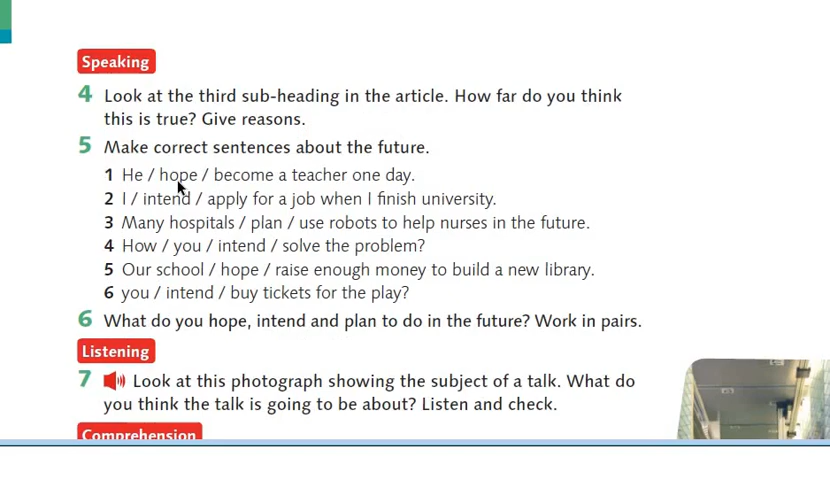 Speaking
4 Look at the third sub-heading in the article. How far do you think
this is true? Give reasons.
5 Make correct sentences about the future.
1 He / hope / become a teacher one day.
2 I / intend / apply for a job when I finish university.
3 Many hospitals / plan / use robots to help nurses in the future.
4 How / you / intend / solve the problem?
5 Our school / hope / raise enough money to build a new library.
6 you / intend / buy tickets for the play?
6 What do you hope, intend and plan to do in the future? Work in pairs.
Listening
7 Look at this photograph showing the subject of a talk. What do
you think the talk is going to be about? Listen and check.
Comprehension